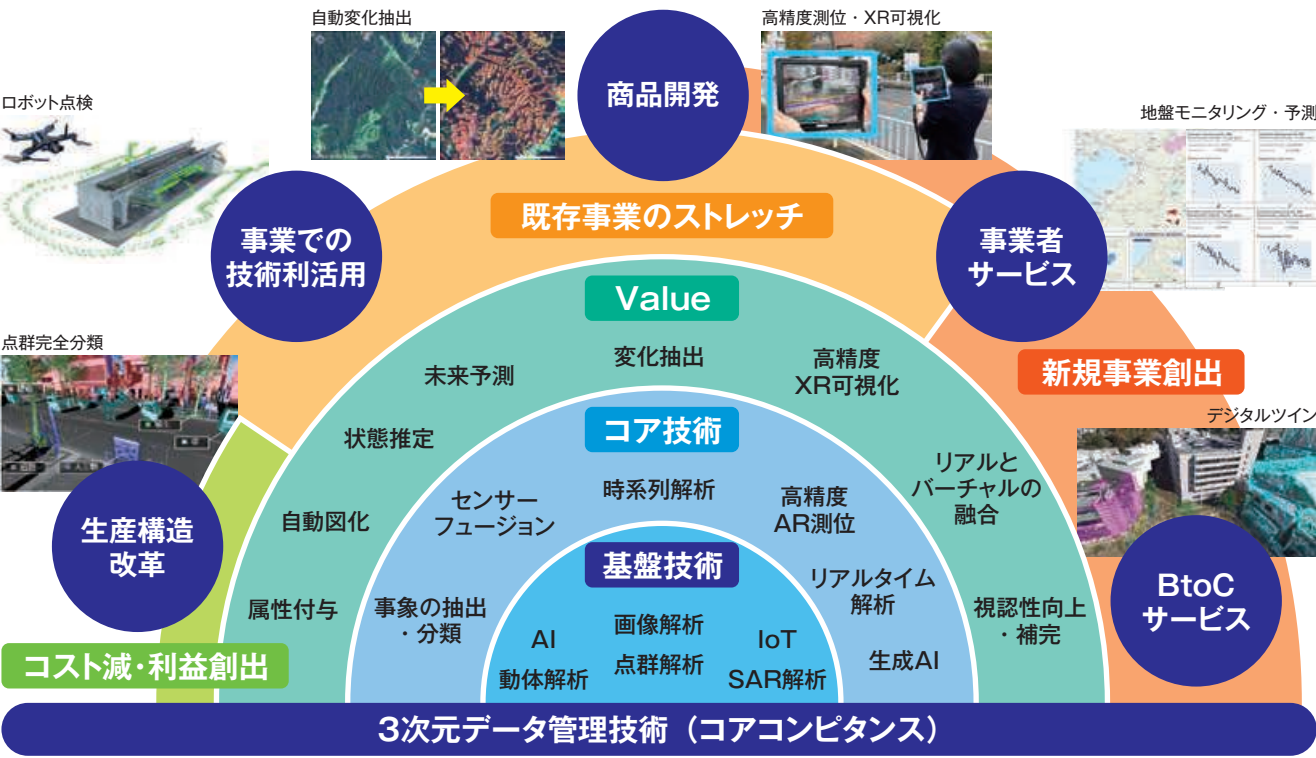 自動変化抽出
高精度測位・XR可視化
商品開発
ロボット点検
地盤モニタリング・予測
既存事業のストレッチ
事業での
技術利活用
事業者
サービス
Value
点群完全分類
変化抽出
未来予測
高精度
XR可視化
新規事業創出
デジタルツイン
コア技術
状態推定
リアルと
バーチャルの
融合
時系列解析
センサー
フュージョン
高精度
AR測位
自動図化
生産構造
改革
基盤技術
BtoC
サービス
リアルタイム
解析
属性付与
事象の抽出
・分類
視認性向上
・補完
画像解析
AI
IoT
点群解析
動体解析
SAR解析
生成AI
コスト減・利益創出
3次元データ管理技術（コアコンピタンス）